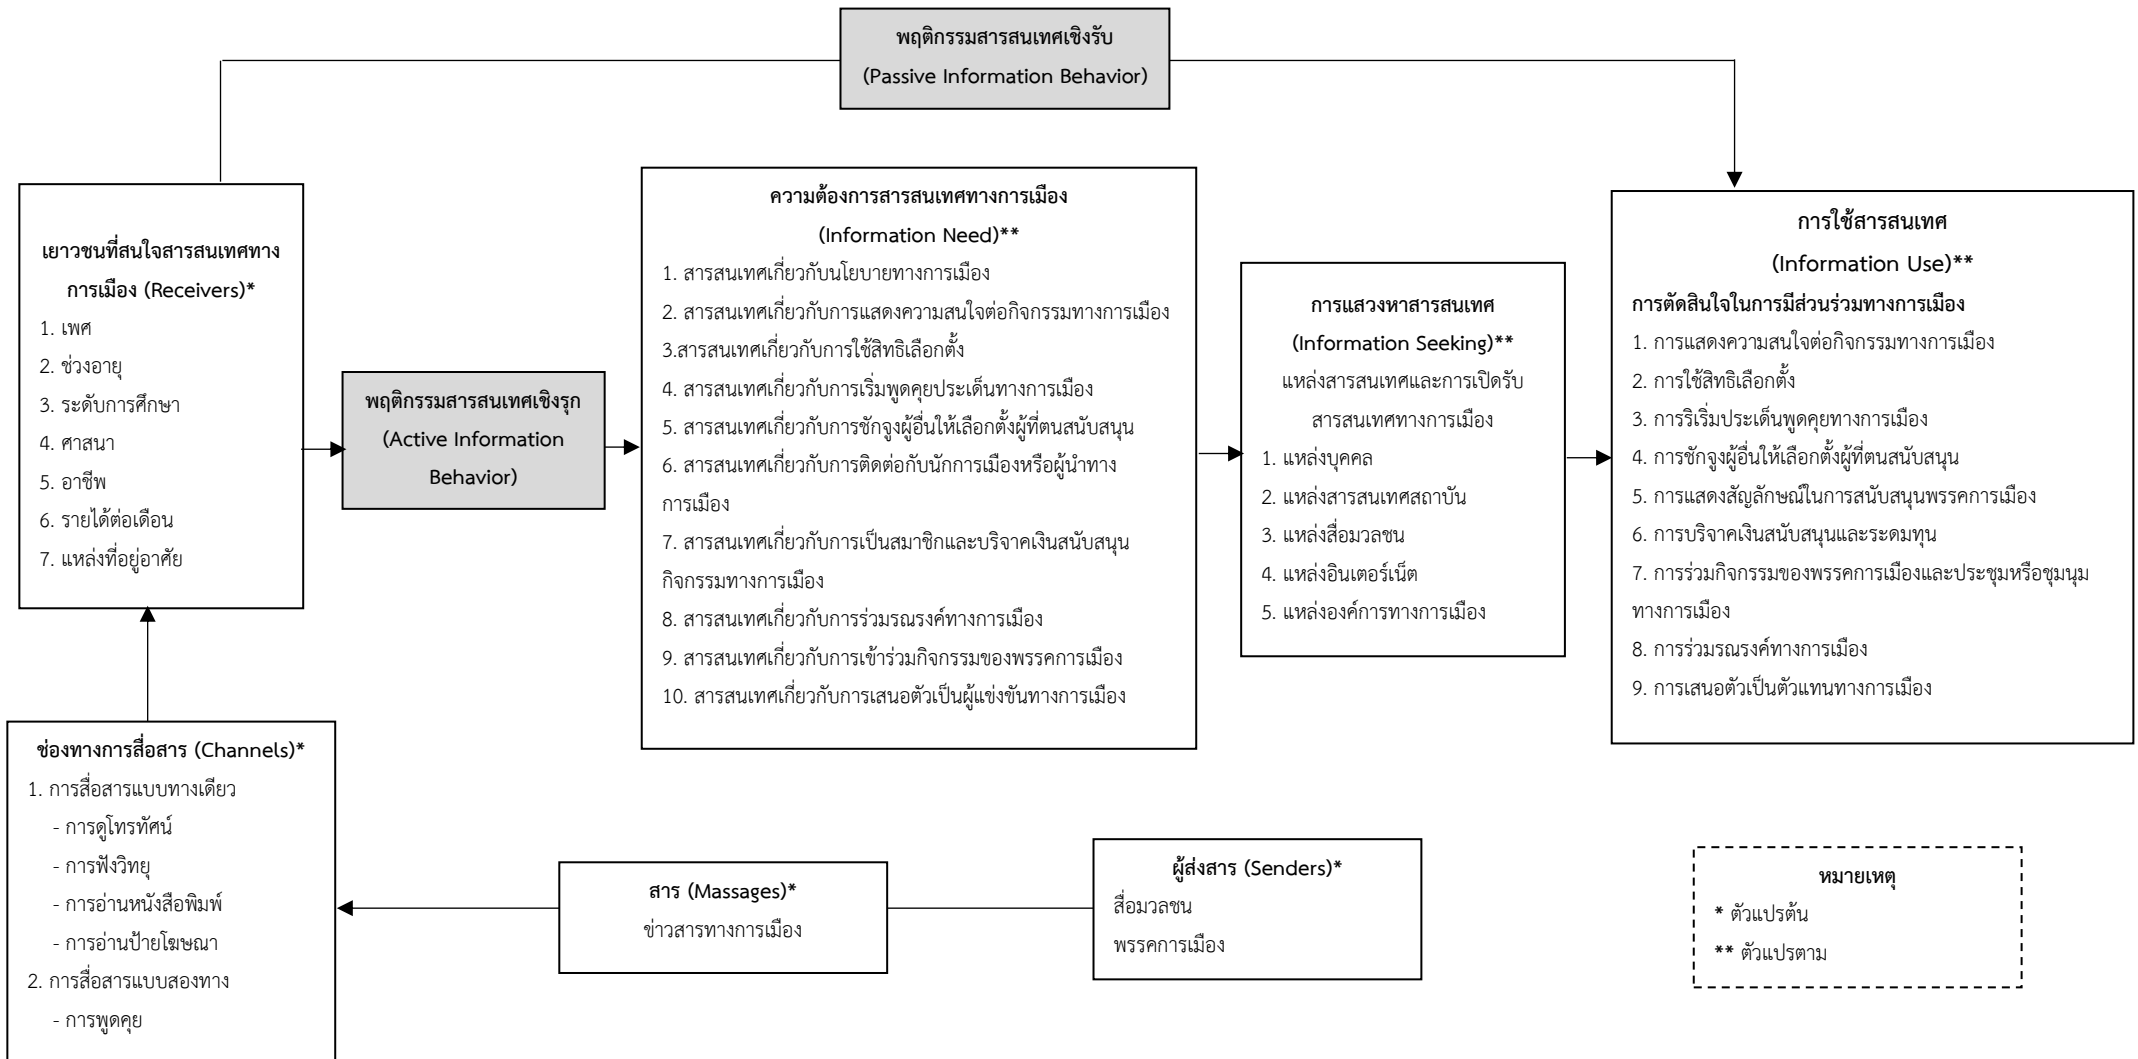 พฤติกรรมสารสนเทศเชิงรับ
(Passive Information Behavior)
เยาวชนที่สนใจสารสนเทศทาง
การเมือง (Receivers)*
1. เพศ
2. ช่วงอายุ
3. ระดับการศึกษา
4. ศาสนา
5. อาชีพ
6. รายได้ต่อเดือน
7. แหล่งที่อยู่อาศัย
พฤติกรรมสารสนเทศเชิงรุก
(Active Information
Behavior)
ความต้องการสารสนเทศทางการเมือง
(Information Need)**
1. สารสนเทศเกี่ยวกับนโยบายทางการเมือง
2. สารสนเทศเกี่ยวกับการแสดงความสนใจต่อกิจกรรมทางการเมือง
3.สารสนเทศเกี่ยวกับการใช้สิทธิเลือกตั้ง
4. สารสนเทศเกี่ยวกับการเริ่มพูดคุยประเด็นทางการเมือง
5. สารสนเทศเกี่ยวกับการชักจูงผู้อื่นให้เลือกตั้งผู้ที่ตนสนับสนุน
6. สารสนเทศเกี่ยวกับการติดต่อกับนักการเมืองหรือผู้นำทาง
การเมือง
7. สารสนเทศเกี่ยวกับการเป็นสมาชิกและบริจาคเงินสนับสนุน
กิจกรรมทางการเมือง
8. สารสนเทศเกี่ยวกับการร่วมรณรงค์ทางการเมือง
9. สารสนเทศเกี่ยวกับการเข้าร่วมกิจกรรมของพรรคการเมือง
10. สารสนเทศเกี่ยวกับการเสนอตัวเป็นผู้แข่งขันทางการเมือง
การแสวงหาสารสนเทศ
(Information Seeking)**
แหล่งสารสนเทศและการเปิดรับ
สารสนเทศทางการเมือง
1. แหล่งบุคคล
2. แหล่งสารสนเทศสถาบัน
3. แหล่งสื่อมวลชน
4. แหล่งอินเตอร์เน็ต
5. แหล่งองค์การทางการเมือง
การใช้สารสนเทศ
(Information Use)**
การตัดสินใจในการมีส่วนร่วมทางการเมือง
1. การแสดงความสนใจต่อกิจกรรมทางการเมือง
2. การใช้สิทธิเลือกตั้ง
3. การริเริ่มประเด็นพูดคุยทางการเมือง
4. การชักจูงผู้อื่นให้เลือกตั้งผู้ที่ตนสนับสนุน
5. การแสดงสัญลักษณ์ในการสนับสนุนพรรคการเมือง
6. การบริจาคเงินสนับสนุนและระดมทุน
7. การร่วมกิจกรรมของพรรคการเมืองและประชุมหรือชุมนุม
ทางการเมือง
8. การร่วมรณรงค์ทางการเมือง
9. การเสนอตัวเป็นตัวแทนทางการเมือง
ช่องทางการสื่อสาร (Channels)*
1. การสื่อสารแบบทางเดียว
- การดูโทรทัศน์
- การฟังวิทยุ
- การอ่านหนังสือพิมพ์
- การอ่านป้ายโฆษณา
2. การสื่อสารแบบสองทาง
- การพูดคุย
สาร (Massages)*
ข่าวสารทางการเมือง
ผู้ส่งสาร (Senders)*
สื่อมวลชน
พรรคการเมือง
หมายเหตุ
* ตัวแปรต้น
** ตัวแปรตาม